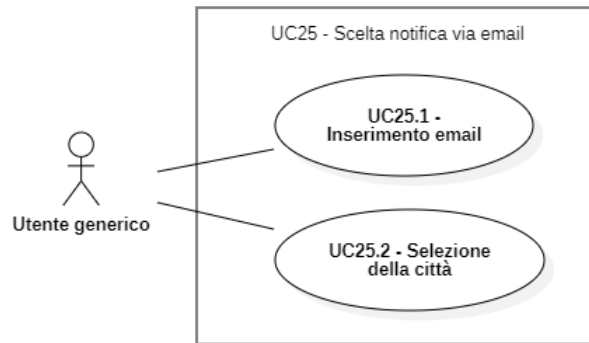 UC25 - Scelta notifica via email
UC25.1 -
Inserimento email
Utente generico
UC25.2 - Selezione
della città